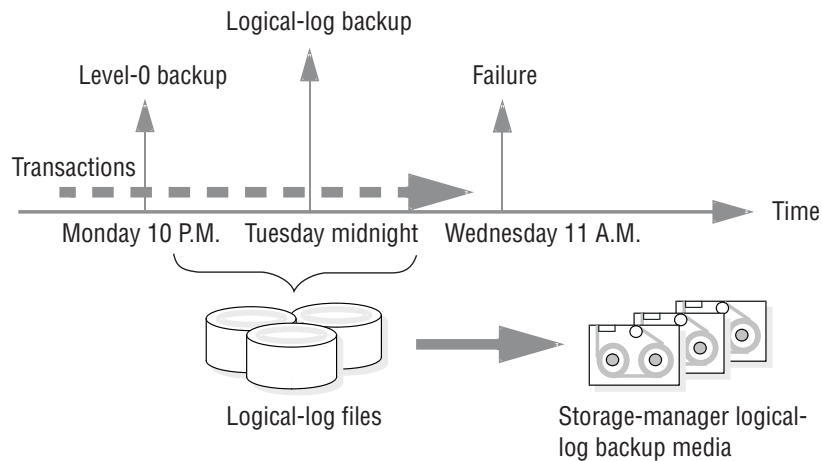 Logical-log backup
Level-0 backup
Failure
Transactions
Time
Monday 10 P.M.
Tuesday midnight
Wednesday 11 A.M.
Logical-log files
Storage-manager logical-
log backup media